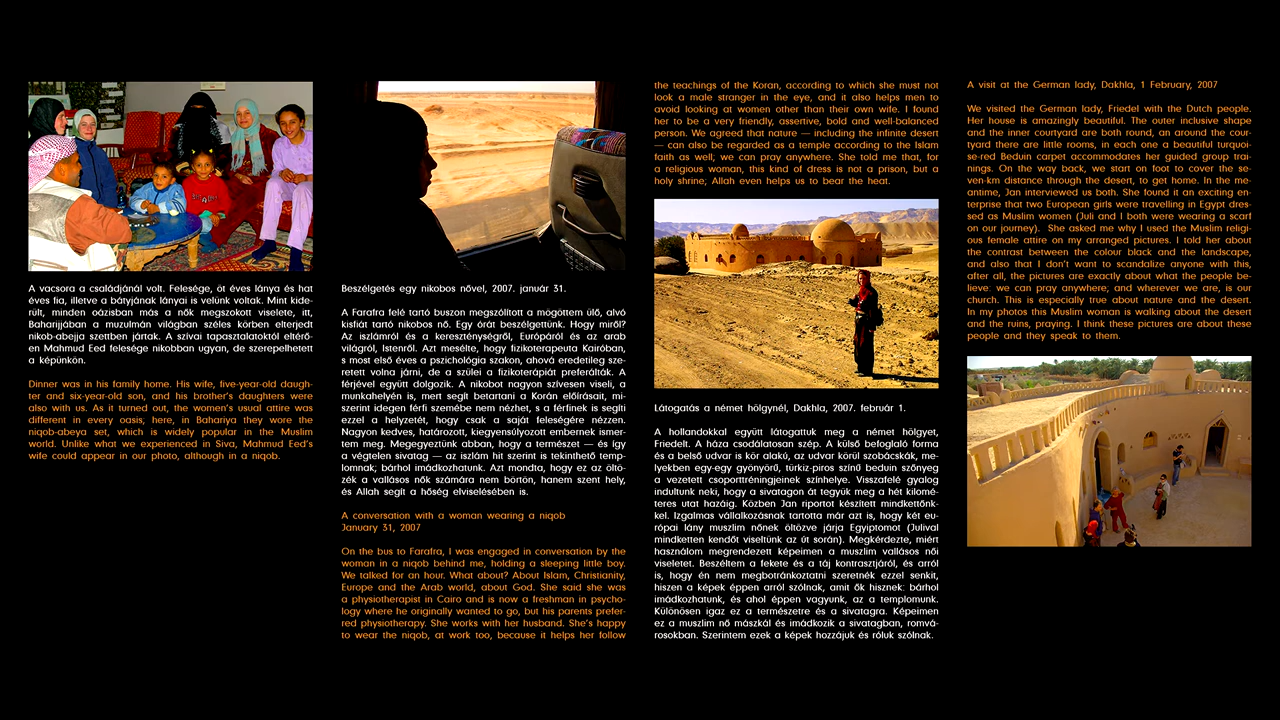 A vacsora a családjánál volt. Felesége, öt éves lánya és hat
éves fia, illetve a bátyjának lányai is velünk voltak. Mint kide-
rült, minden oázisban más a nők megszokott viselete, itt,
Baharijjában a muzulmán világban széles körben elterjedt
nikob-abejja szettben jártak. A szívai tapasztalatoktól eltérő-
en Mahmud Eed felesége nikobban ugyan, de szerepelhetett
a képünkön.
Dinner was in his family home. His wife, five-year-old daugh-
ter and six-year-old son, and his brother's daughters were
also with us. As it turned out, the women's usual attire was
different in every oasis; here, in Bahariya they wore the
niqob-abeya set, which is widely popular in the Muslim
world. Unlike what we experienced in Siva, Mahmud Eed's
wife could appear in our photo, although in a niqob.
Beszélgetés egy nikobos nővel, 2007. január 31.
A Farafra felé tartó buszon megszólított a mögöttem ülő, alvó
kisfiát tartó nikobos nő. Egy órát beszélgettünk. Hogy miről?
Az iszlámról és a kereszténységről, Európáról és az arab
világról, Istenről. Azt mesélte, hogy fizikoterapeuta Kairóban,
s most első éves a pszichológia szakon, ahová eredetileg sze-
retett volna járni, de a szülei a fizikoterápiát preferálták. A
férjével együtt dolgozik. A nikobot nagyon szívesen viseli, a
munkahelyén is, mert segít betartani a Korán előírásait, mi-
szerint idegen férfi szemébe nem nézhet, s a férfinek is segíti
ezzel a helyzetét, hogy csak a saját feleségére nézzen.
Nagyon kedves, határozott, kiegyensúlyozott embernek ismer-
tem meg. Megegyeztünk abban, hogy a természet — és így
a végtelen sivatag — az iszlám hit szerint is tekinthető temp-
lomnak; bárhol imádkozhatunk. Azt mondta, hogy ez az öltö-
zék a vallásos nők számára nem börtön, hanem szent hely,
és Allah segít a hőség elviselésében is.
A conversation with a woman wearing a niqob
January 31, 2007
On the bus to Farafra, I was engaged in conversation by the
woman in a niqob behind me, holding a sleeping little boy.
We talked for an hour. What about? About Islam, Christianity,
Europe and the Arab world, about God. She said she was
a physiotherapist in Cairo and is now a freshman in psycho-
logy where he originally wanted to go, but his parents prefer-
red physiotherapy. She works with her husband. She's happy
to wear the niqob, at work too, because it helps her follow
the teachings of the Koran, according to which she must not
look a male stranger in the eye, and it also helps men to
avoid looking at women other than their own wife. I found
her to be a very friendly, assertive, bold and well-balanced
person. We agreed that nature — including the infinite desert
— can also be regarded as a temple according to the Islam
faith as well, we can pray anywhere. She told me that, for
a religious woman, this kind of dress is not a prison, but a
holy shrine; Allah even helps us to bear the heat.
Látogatás a német hölgynél, Dakhla, 2007. február 1.
A hollandokkal együtt látogattuk meg a német hölgyet,
Friedelt. A háza csodálatosan szép. A külső befoglaló forma
és a belső udvar is kör alakú, az udvar körül szobácskák, me-
lyekben egy-egy gyönyörű, türkiz-piros színű beduin szőnyeg
a vezetett csoporttréningjeinek színhelye. Visszafelé gyalog
indultunk neki, hogy a sivatagon át tegyük meg a hét kilomé-
teres utat hazáig. Közben Jan riportot készített mindkettőnk-
kel. Izgalmas vállalkozásnak tartotta már azt is, hogy két eu-
rópai lány muszlim nőnek öltözve járja Egyiptomot (Julival
mindketten kendőt viseltünk az út során). Megkérdezte, miért
használom megrendezett képeimen a muszlim vallásos női
viseletet. Beszéltem a fekete és a táj kontrasztjáról, és arról
is, hogy én nem megbotránkoztatni szeretnék ezzel senkit,
hiszen a képek éppen arról szólnak, amit ők hisznek: bárhol
imádkozhatunk, és ahol éppen vagyunk, az a templomunk.
Különösen igaz ez a természetre és a sivatagra. Képeimen
ez a muszlim nő mászkál és imádkozik a sivatagban, romvá-
rosokban. Szerintem ezek a képek hozzájuk és róluk szólnak.
A visit at the German lady, Dakhla, 1 February, 2007
We visited the German lady, Friedel with the Dutch people.
Her house is amazingly beautiful. The outer inclusive shape
and the inner courtyard are both round, an around the cour-
tyard there are little rooms, in each one a beautiful turquoi-
se-red Beduin carpet accommodates her guided group trai-
nings. On the way back, we start on foot to cover the se-
ven-km distance through the desert, to get home. In the me-
antime, Jan interviewed us both. She found it an exciting en-
terprise that two European girls were travelling in Egypt dres-
sed as Muslim women (Juli and I both were wearing a scarf
on our journey). She asked me why I used the Muslim religi-
ous female attire on my arranged pictures. I told her about
the contrast between the colour black and the landscape,
and also that I don't want to scandalize anyone with this,
after all, the pictures are exactly about what the people be-
lieve: we can pray anywhere; and wherever we are, is our
church. This is especially true about nature and the desert.
In my photos this Muslim woman is walking about the desert
and the ruins, praying. I think these pictures are about these
people and they speak to them.